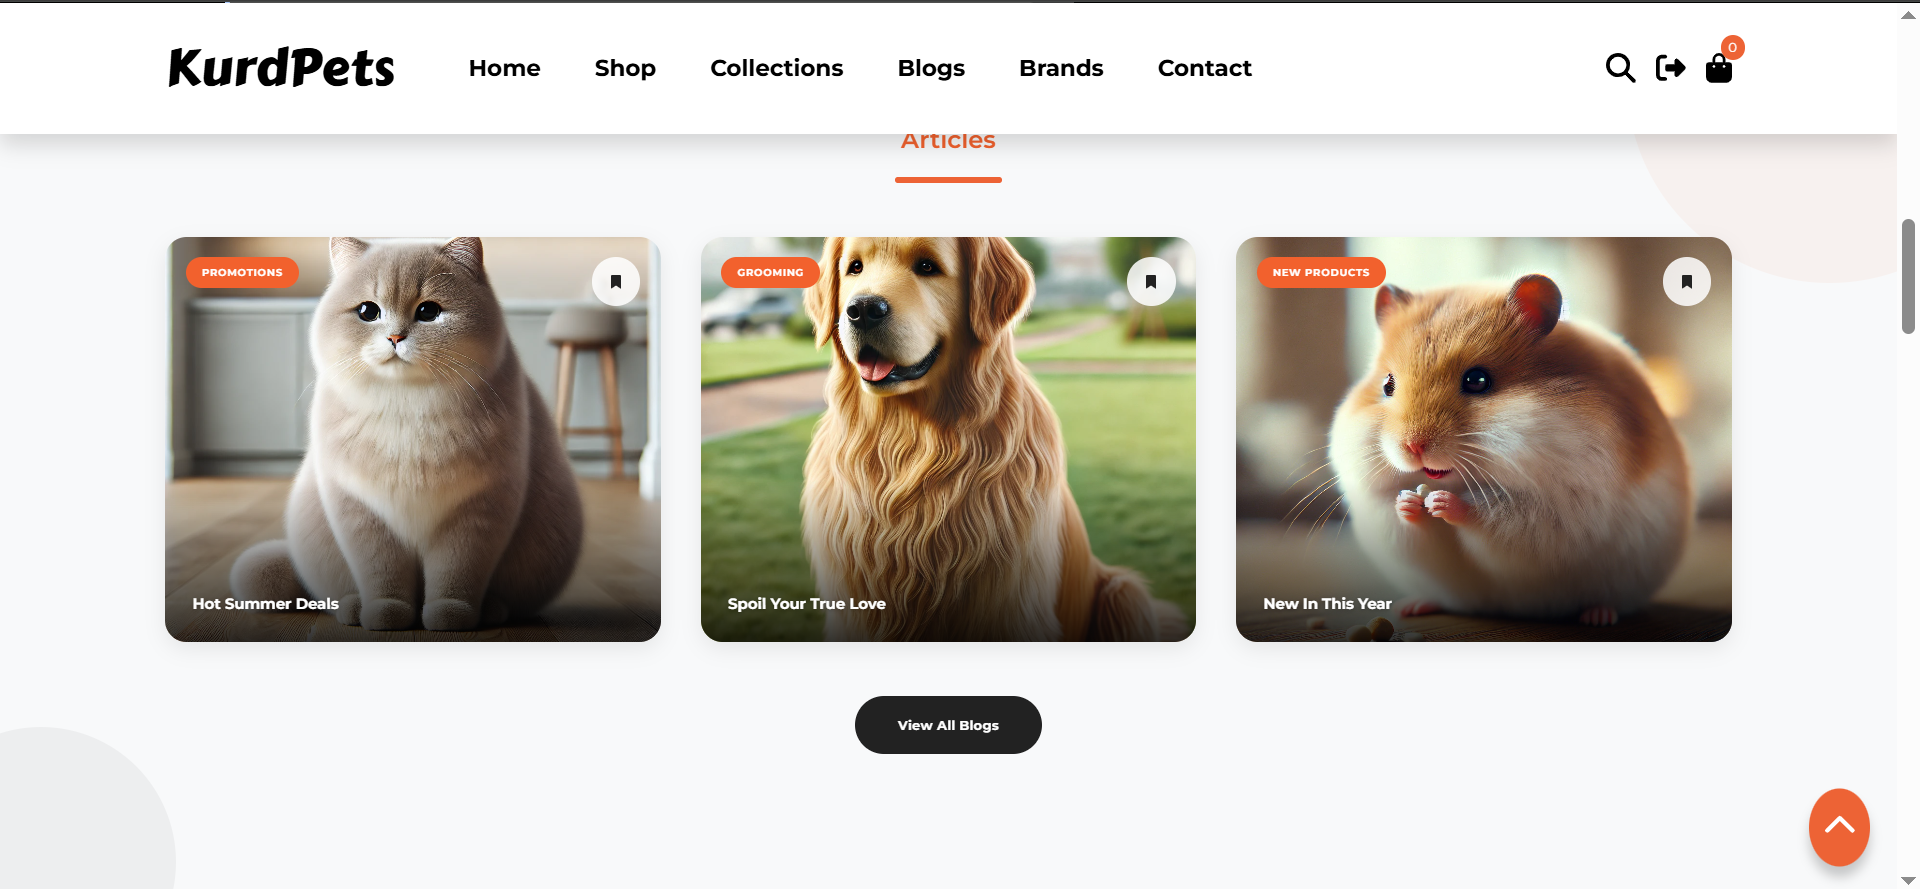 KurdPets
Home
Shop
Collections
Blogs
Brands
Contact
0
Articles
PROMOTIONS
Hot Summer Deals
GROOMING
Spoil Your True Love
NEW PRODUCTS
New In This Year
View All Blogs